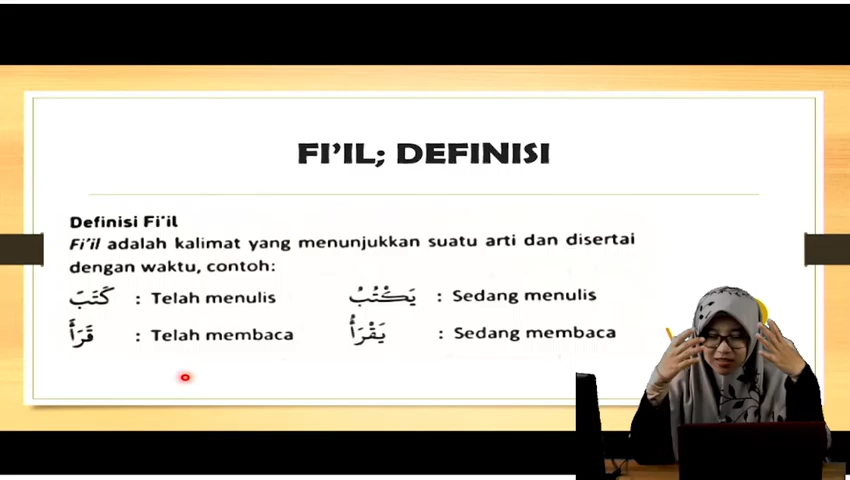 FI'IL; DEFINISI
Definisi Fi'il
Fi'il adalah kalimat yang menunjukkan suatu arti dan disertai
dengan waktu, contoh:
كَتَبَ : Telah menulis يَكْتُبُ : Sedang menulis
قَرَأَ : Telah membaca يَقْرَأُ : Sedang membaca